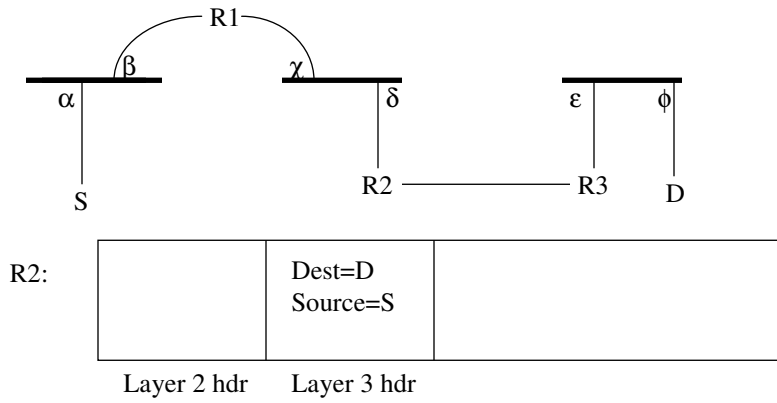 R1
β
χ
α
δ
ε
ϕ
S
R2
R3
D
R2:
Dest=D
Source=S
Layer 2 hdr
Layer 3 hdr